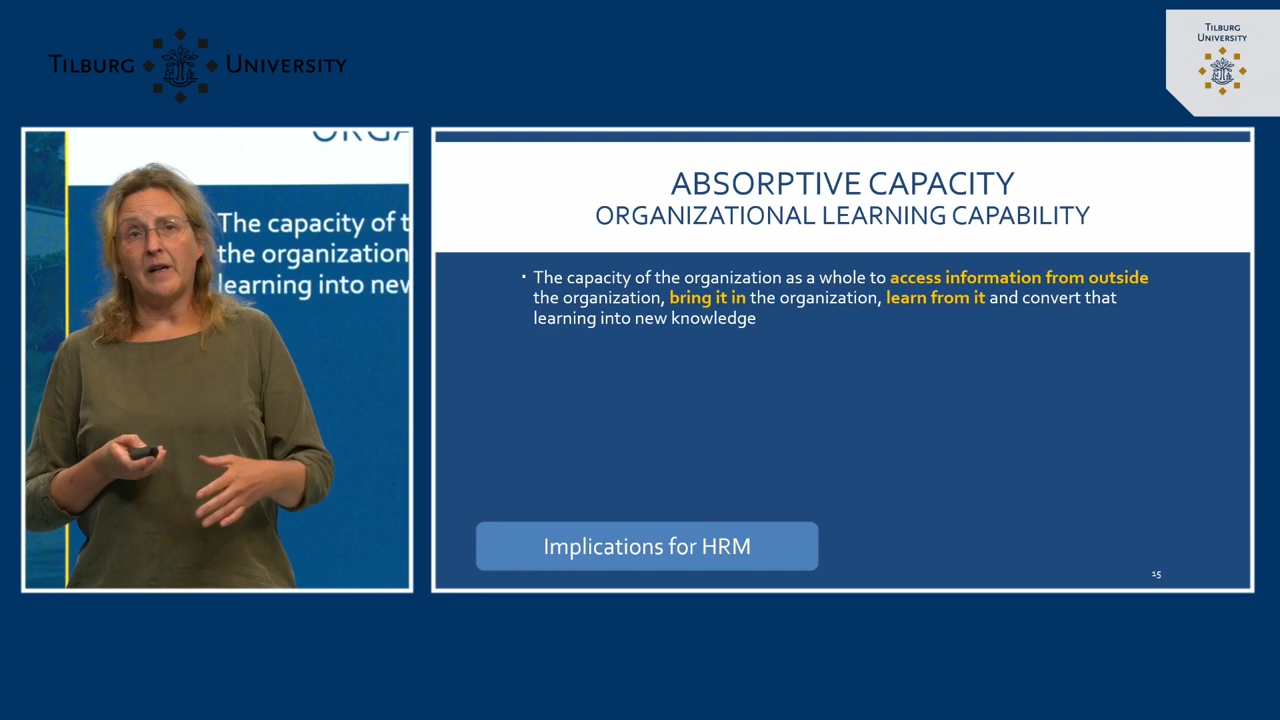 TILBURG UNIVERSITY
TILBURG
UNIVERSITY
ORGA
The capacity of t
the organization
learning into new
ABSORPTIVE CAPACITY
ORGANIZATIONAL LEARNING CAPABILITY
· The capacity of the organization as a whole to access information from outside
the organization, bring it in the organization, learn from it and convert that
learning into new knowledge
Implications for HRM
15